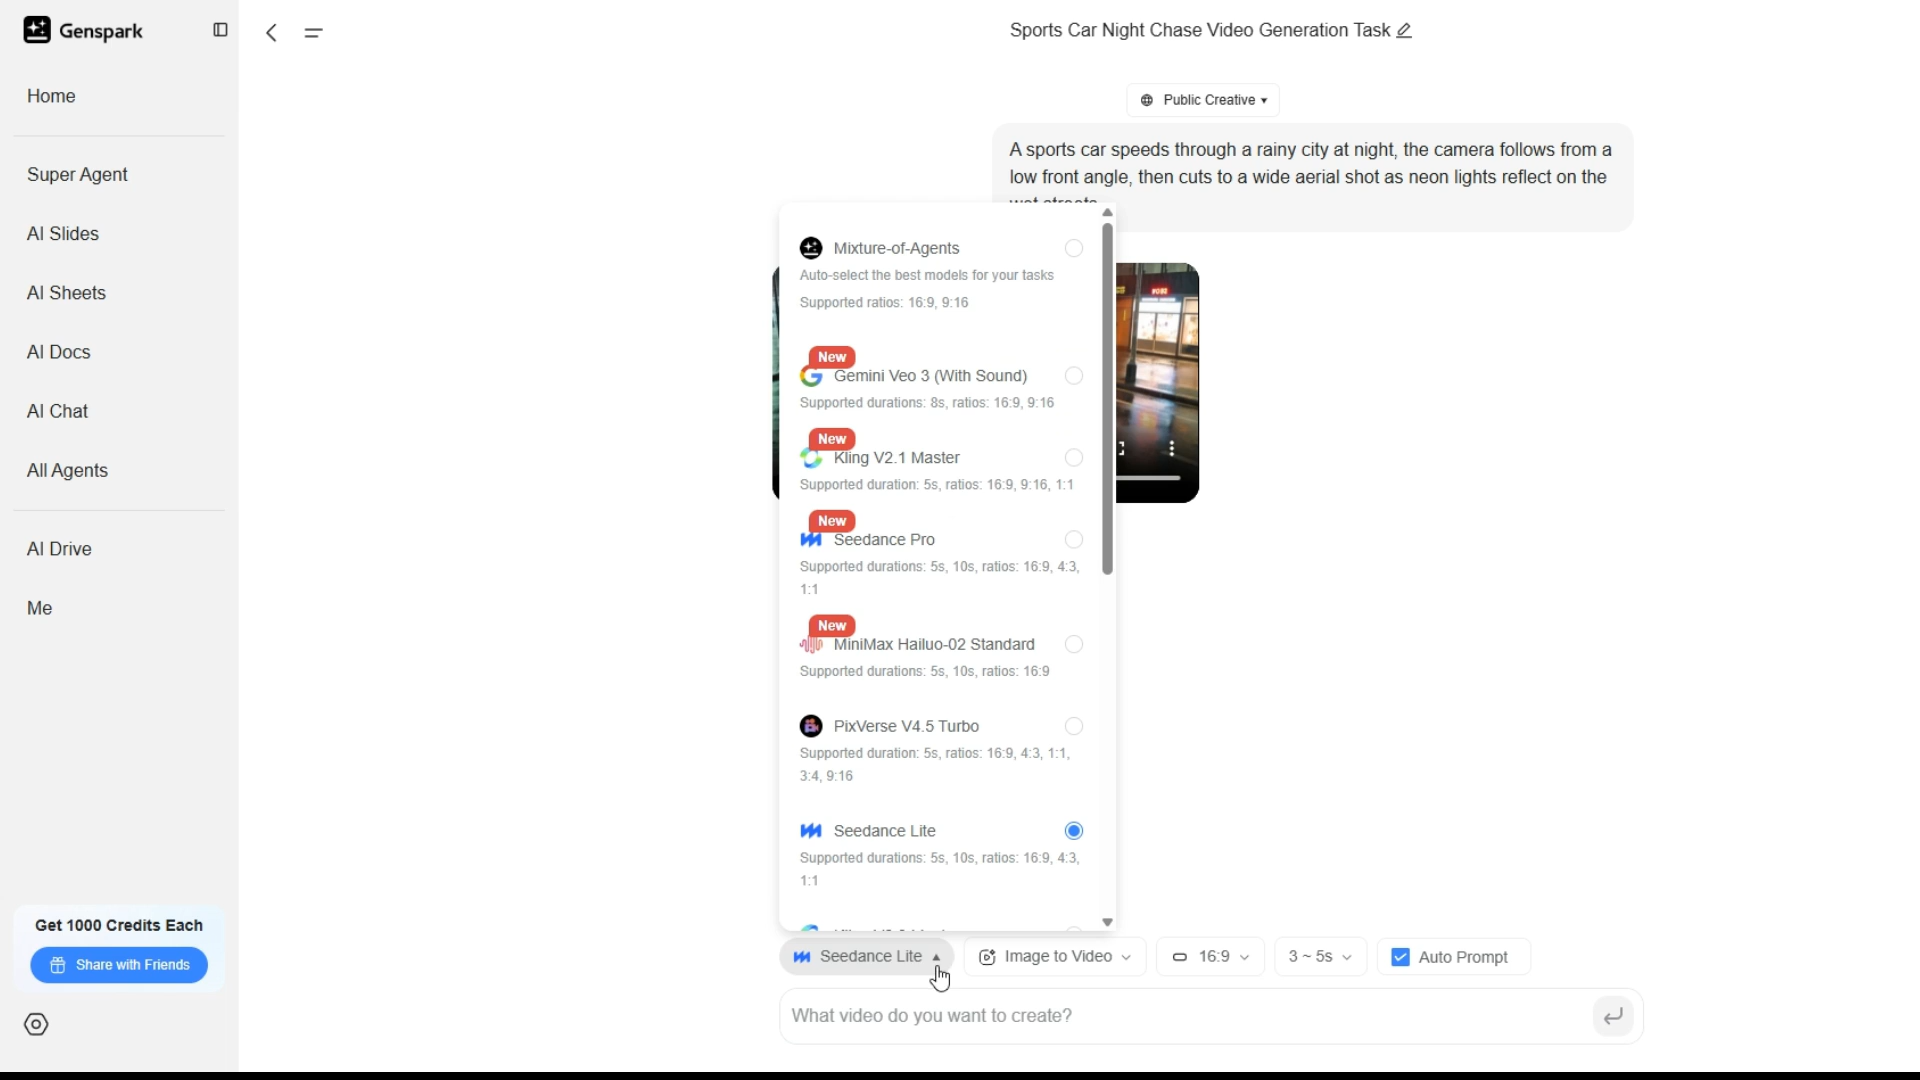 Genspark
Home
Super Agent
AI Slides
AI Sheets
AI Docs
AI Chat
All Agents
AI Drive
Me
Get 1000 Credits Each
Share with Friends
Sports Car Night Chase Video Generation Task
Public Creative
A sports car speeds through a rainy city at night, the camera follows from a
low front angle, then cuts to a wide aerial shot as neon lights reflect on the
Mixture-of-Agents
Auto-select the best models for your tasks
Supported ratios: 16:9, 9:16
New
Gemini Veo 3 (With Sound)
Supported durations: 8s, ratios: 16:9, 9:16
New
Kling V2.1 Master
Supported duration: 5s, ratios: 16:9, 9:16, 1:1
New
Seedance Pro
Supported durations: 5s, 10s, ratios: 16:9, 4:3,
1:1
New
MiniMax Hailuo-02 Standard
Supported durations: 5s, 10s, ratios: 16:9
PixVerse V4.5 Turbo
Supported duration: 5s, ratios: 16:9, 4:3, 1:1,
3:4, 9:16
Seedance Lite
Supported durations: 5s, 10s, ratios: 16:9, 4:3,
1:1
Seedance Lite
Image to Video
16:9
3 ~ 5s
Auto Prompt
What video do you want to create?